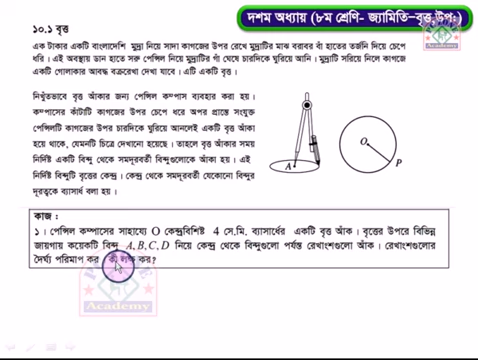 দশম অধ্যায় (৮ম শ্রেণি- জ্যামিতি–বৃত্ত উপঃ)
১০.১ বৃত্ত
এক টাকার একটি বাংলাদেশি মুদ্রা নিয়ে সাদা কাগজের উপর রেখে মুদ্রাটির মাঝ বরাবর বাঁ হাতের তর্জনি দিয়ে চেপে
ধরি। এই অবস্থায় ডান হাতে সরু পেন্সিল নিয়ে মুদ্রাটির গাঁ ঘেষে চারদিকে ঘুরিয়ে আনি। মুদ্রাটি সরিয়ে নিলে কাগজে
একটি গোলাকার আবদ্ধ বক্ররেখা দেখা যাবে। এটি একটি বৃত্ত।
নিখুঁতভাবে বৃত্ত আঁকার জন্য পেন্সিল কম্পাস ব্যবহার করা হয়।
কম্পাসের কাঁটাটি কাগজের উপর চেপে ধরে অপর প্রান্তে সংযুক্ত
পেন্সিলটি কাগজের উপর চারদিকে ঘুরিয়ে আনলেই একটি বৃত্ত আঁকা
হয়ে থাকে, যেমনটি চিত্রে দেখানো হয়েছে। তাহলে বৃত্ত আঁকার সময়
নির্দিষ্ট একটি বিন্দু থেকে সমদূরবর্তী বিন্দুগুলোকে আঁকা হয়। এই
নির্দিষ্ট বিন্দুটি বৃত্তের কেন্দ্র। কেন্দ্র থেকে সমদূরবর্তী যেকোনো বিন্দুর
দূরত্বকে ব্যাসার্ধ বলা হয়।
A
O
P
কাজ :
১। পেন্সিল কম্পাসের সাহায্যে O কেন্দ্রবিশিষ্ট 4 সে.মি. ব্যাসার্ধের একটি বৃত্ত আঁক। বৃত্তের উপরে বিভিন্ন
জায়গায় কয়েকটি বিন্দু A, B, C, D নিয়ে কেন্দ্র থেকে বিন্দুগুলো পর্যন্ত রেখাংশগুলো আঁক। রেখাংশগুলোর
দৈর্ঘ্য পরিমাপ কর। কী লক্ষ কর?
Academy